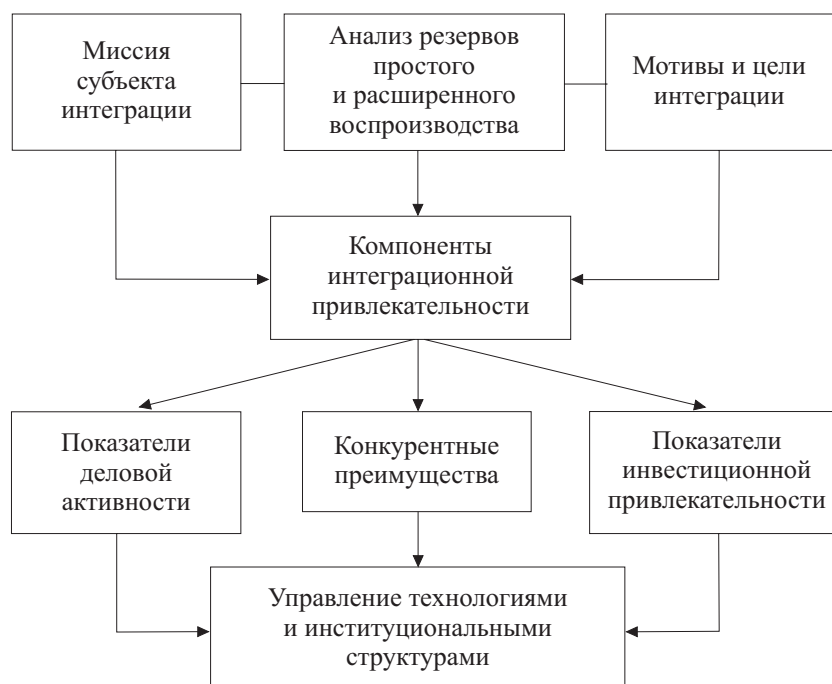 Миссия
субъекта
интеграции
Анализ резервов
простого
и расширенного
воспроизводства
Мотивы и цели
интеграции
Компоненты
интеграционной
привлекательности
Показатели
деловой
активности
Конкурентные
преимущества
Показатели
инвестиционной
привлекательности
Управление технологиями
и институциональными
структурами